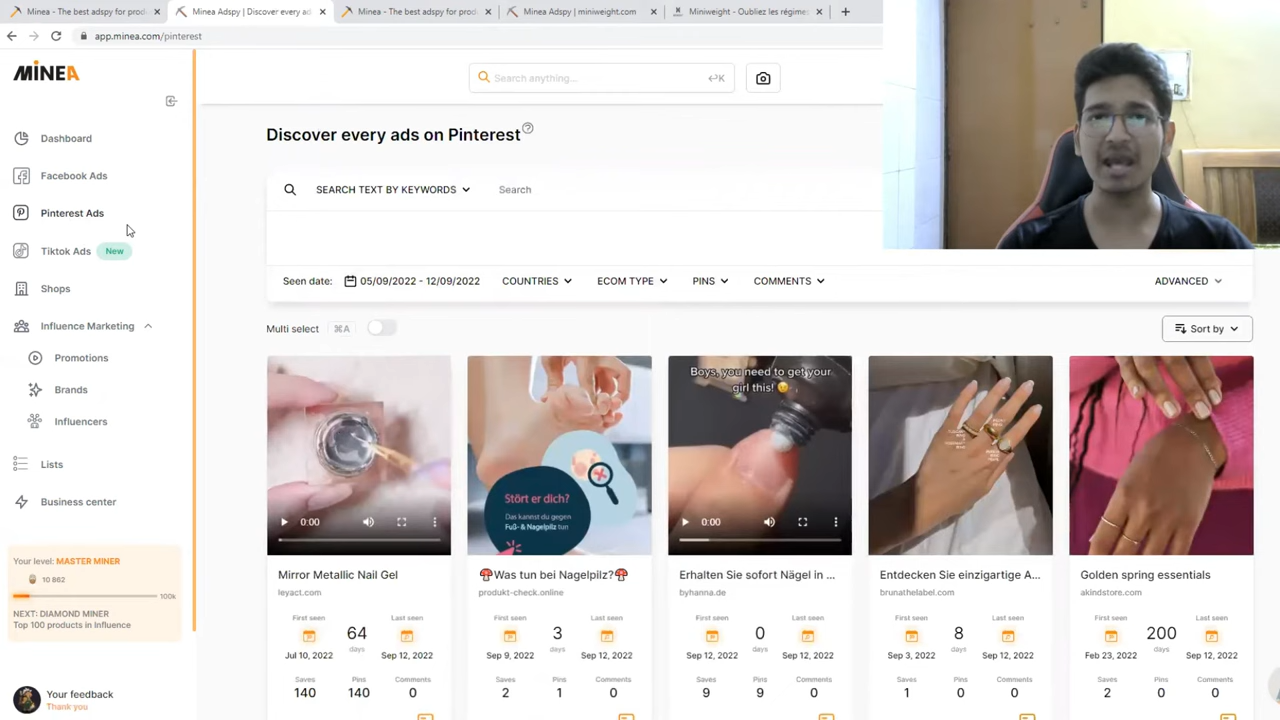 Minea - The best adspy for prod
Minea Adspy | Discover every ad
Minea - The best adspy for prod
Minea Adspy | miniweight.com
Miniweight - Oubliez les régimes
app.minea.com/pinterest
MINEA
Search anything...
K
Dashboard
Facebook Ads
Pinterest Ads
Tiktok Ads New
Shops
Influence Marketing
Promotions
Brands
Influencers
Lists
Business center
Your level: MASTER MINER
10 862
100k
NEXT: DIAMOND MINER
Top 100 products in Influence
Your feedback
Thank you
Discover every ads on Pinterest
SEARCH TEXT BY KEYWORDS Search
Seen date: 05/09/2022 - 12/09/2022 COUNTRIES ECOM TYPE PINS COMMENTS ADVANCED
Multi select ⌘A Sort by
0:00
Mirror Metallic Nail Gel
leyact.com
First seen Last seen
64
days
Jul 10, 2022 Sep 12, 2022
Saves Pins Comments
140 140 0
Stört er dich?
Das kannst du gegen
Fuß- & Nagelpilz tun
🍄Was tun bei Nagelpilz?🍄
produkt-check.online
First seen Last seen
3
days
Sep 9, 2022 Sep 12, 2022
Saves Pins Comments
2 1 0
Boys, you need to get your
girl this! 😉
0:00
Erhalten Sie sofort Nägel in ...
byhanna.de
First seen Last seen
0
days
Sep 12, 2022 Sep 12, 2022
Saves Pins Comments
9 9 0
Entdecken Sie einzigartige A...
brunathelabel.com
First seen Last seen
8
days
Sep 3, 2022 Sep 12, 2022
Saves Pins Comments
1 0 0
Golden spring essentials
akindstore.com
First seen Last seen
200
days
Feb 23, 2022 Sep 12, 2022
Saves Pins Comments
2 0 0